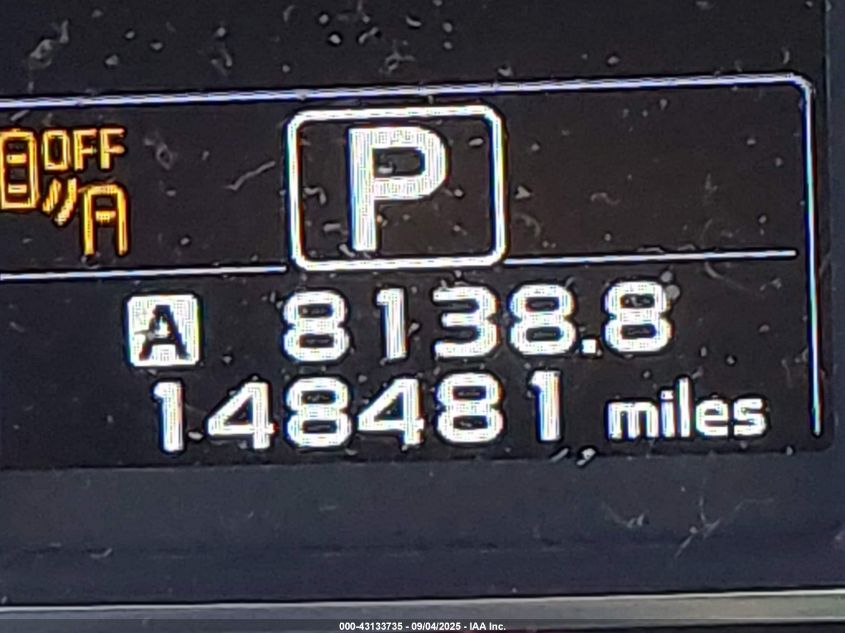 OFF
A
P
A 8138.8
148481 miles
000-43133735 - 09/04/2025 - IAA Inc.